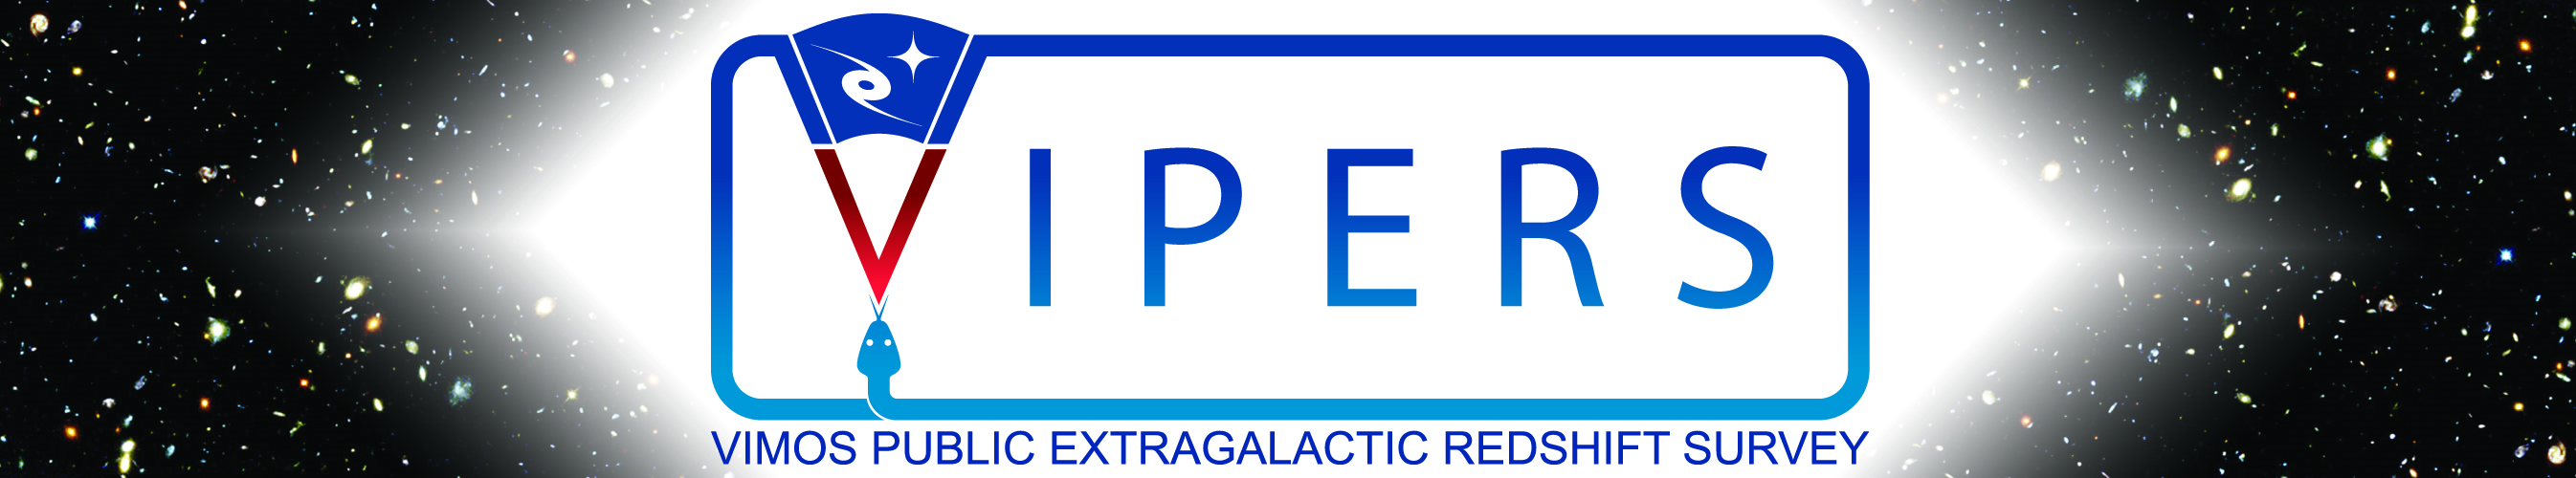 VIPERS
VIMOS PUBLIC EXTRAGALACTIC REDSHIFT SURVEY